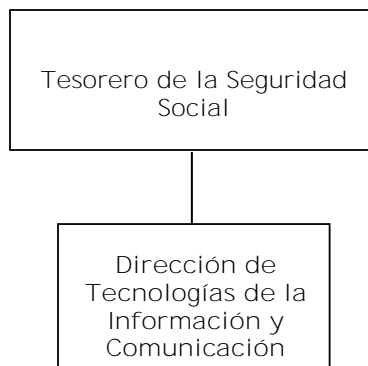 Tesorero de la Seguridad
Social
Dirección de
Tecnologías de la
Información y
Comunicación